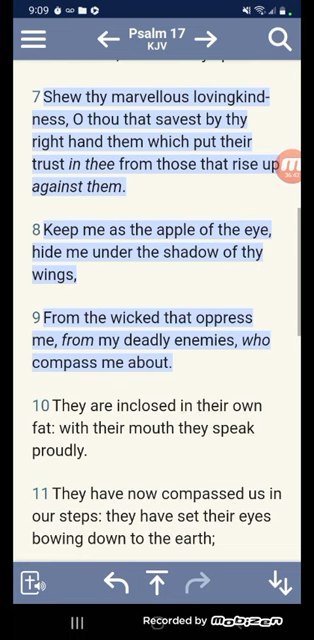 9:09
Psalm 17
KJV
7 Shew thy marvellous lovingkind-
ness, O thou that savest by thy
right hand them which put their
trust in thee from those that rise up
against them.
8 Keep me as the apple of the eye,
hide me under the shadow of thy
wings,
9 From the wicked that oppress
me, from my deadly enemies, who
compass me about.
10 They are inclosed in their own
fat: with their mouth they speak
proudly.
11 They have now compassed us in
our steps: they have set their eyes
bowing down to the earth;
Recorded by mobizen